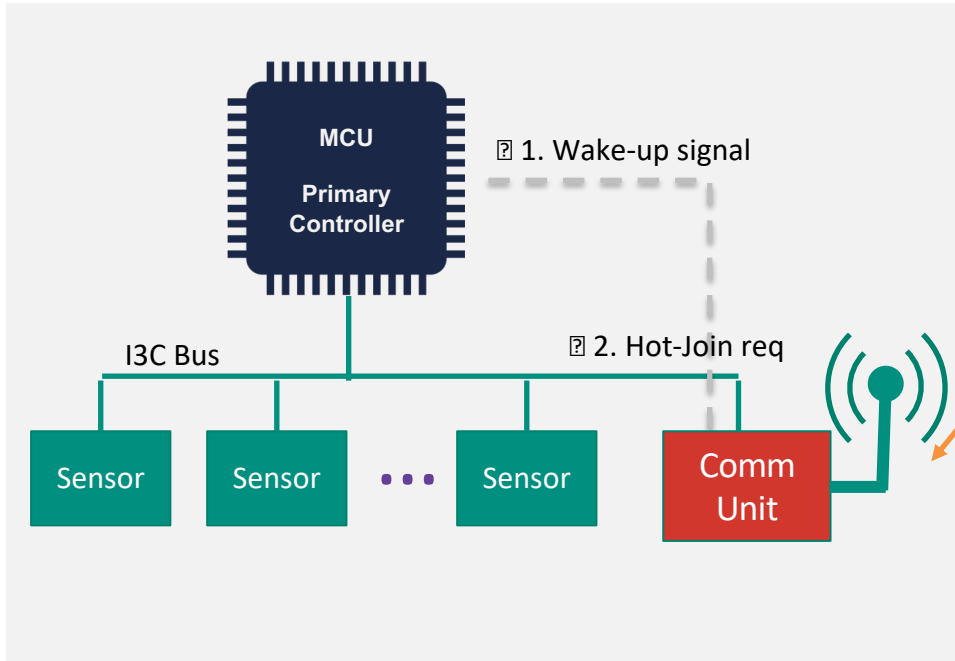 MCU
Primary
Controller
⍰ 1. Wake-up signal
I3C Bus
⍰ 2. Hot-Join req
Sensor
Sensor
Sensor
Comm
Unit